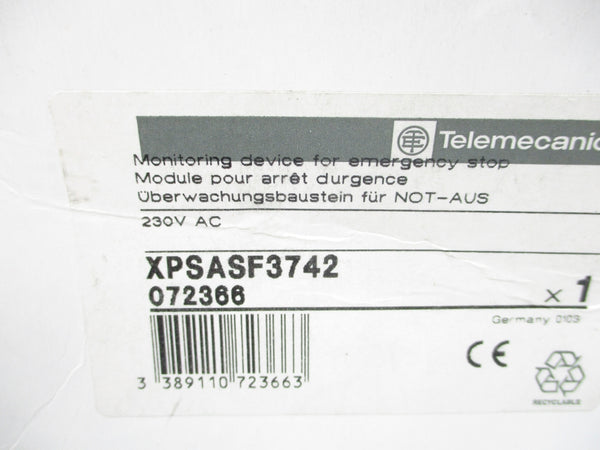 Telemecanic
Monitoring device for emergency stop
Module pour arrêt durgence
Überwachungsbaustein für NOT-AUS
230V AC
XPSASF3742
072366
x 1
Germany 0103
3 389110 723663
CE
RECYCLABLE